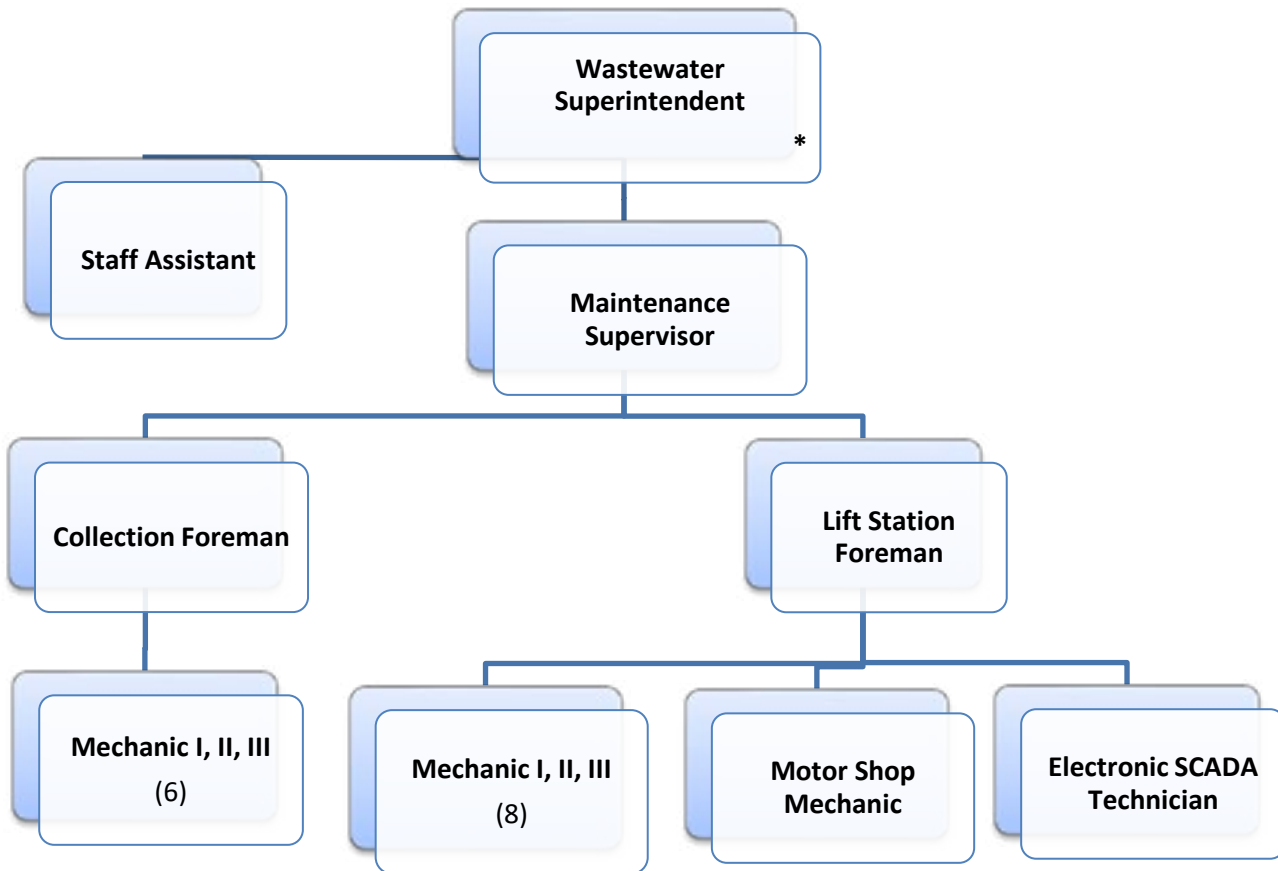 Wastewater
Superintendent
*
Staff Assistant
Maintenance
Supervisor
Collection Foreman
Lift Station
Foreman
Mechanic I, II, III
(6)
Mechanic I, II, III
(8)
Motor Shop
Mechanic
Electronic SCADA
Technician